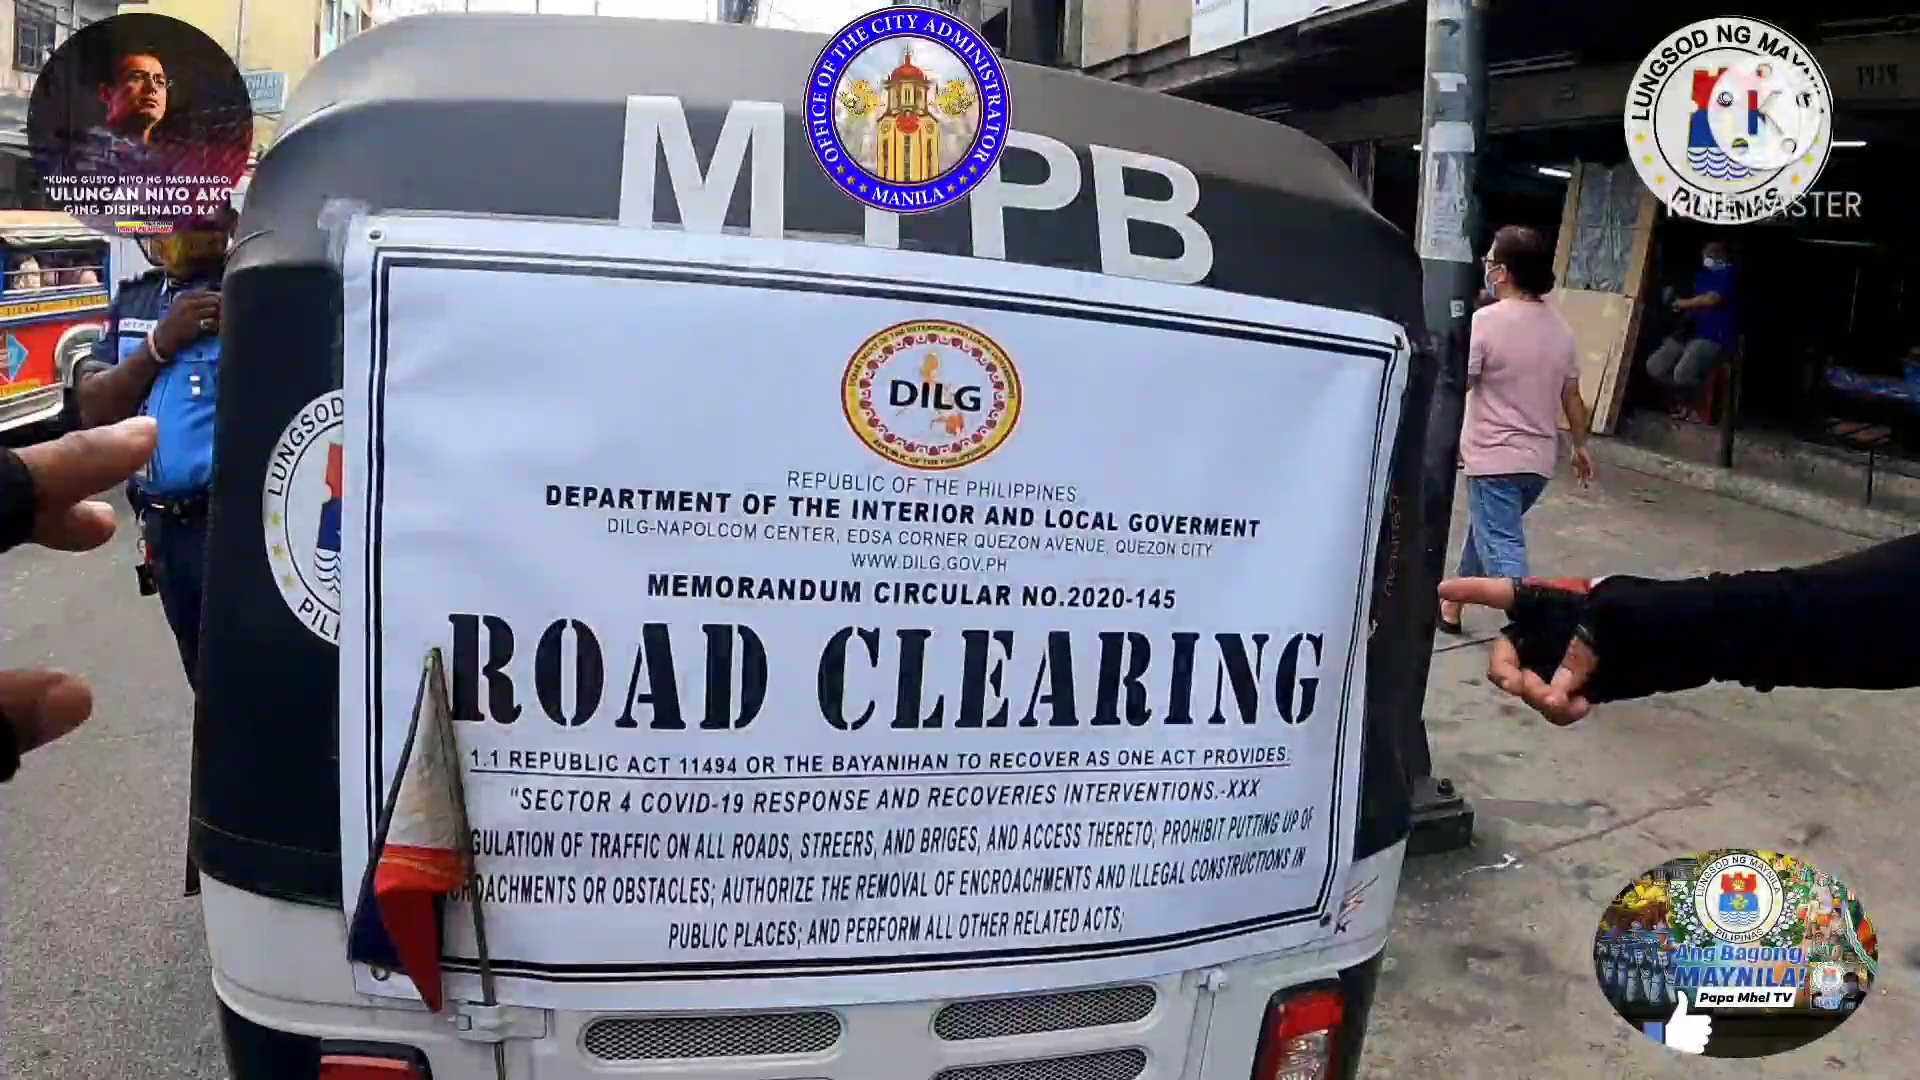 OFFICE OF THE CITY ADMINISTRATOR
MANILA
LUNGSOD NG MAYNILA
PILIPINAS
KINEMASTER
"KUNG GUSTO NIYO NG PAGBABAGO,
"ULUNGAN NIYO AKO
GING DISIPLINADO KA"
MTPB
LUNGSOD
PILI
DILG
REPUBLIC OF THE PHILIPPINES
DEPARTMENT OF THE INTERIOR AND LOCAL GOVERMENT
DILG-NAPOLCOM CENTER, EDSA CORNER QUEZON AVENUE, QUEZON CITY
WWW.DILG.GOV.PH
MEMORANDUM CIRCULAR NO.2020-145
ROAD CLEARING
1.1 REPUBLIC ACT 11494 OR THE BAYANIHAN TO RECOVER AS ONE ACT PROVIDES:
"SECTOR 4 COVID-19 RESPONSE AND RECOVERIES INTERVENTIONS.-XXX
GULATION OF TRAFFIC ON ALL ROADS, STREERS, AND BRIGES, AND ACCESS THERETO; PROHIBIT PUTTING UP OF
ROACHMENTS OR OBSTACLES; AUTHORIZE THE REMOVAL OF ENCROACHMENTS AND ILLEGAL CONSTRUCTIONS IN
PUBLIC PLACES; AND PERFORM ALL OTHER RELATED ACTS;
LUNGSOD NG MAYNILA
PILIPINAS
Ang Bagong
MAYNILA!
Papa Mhel TV